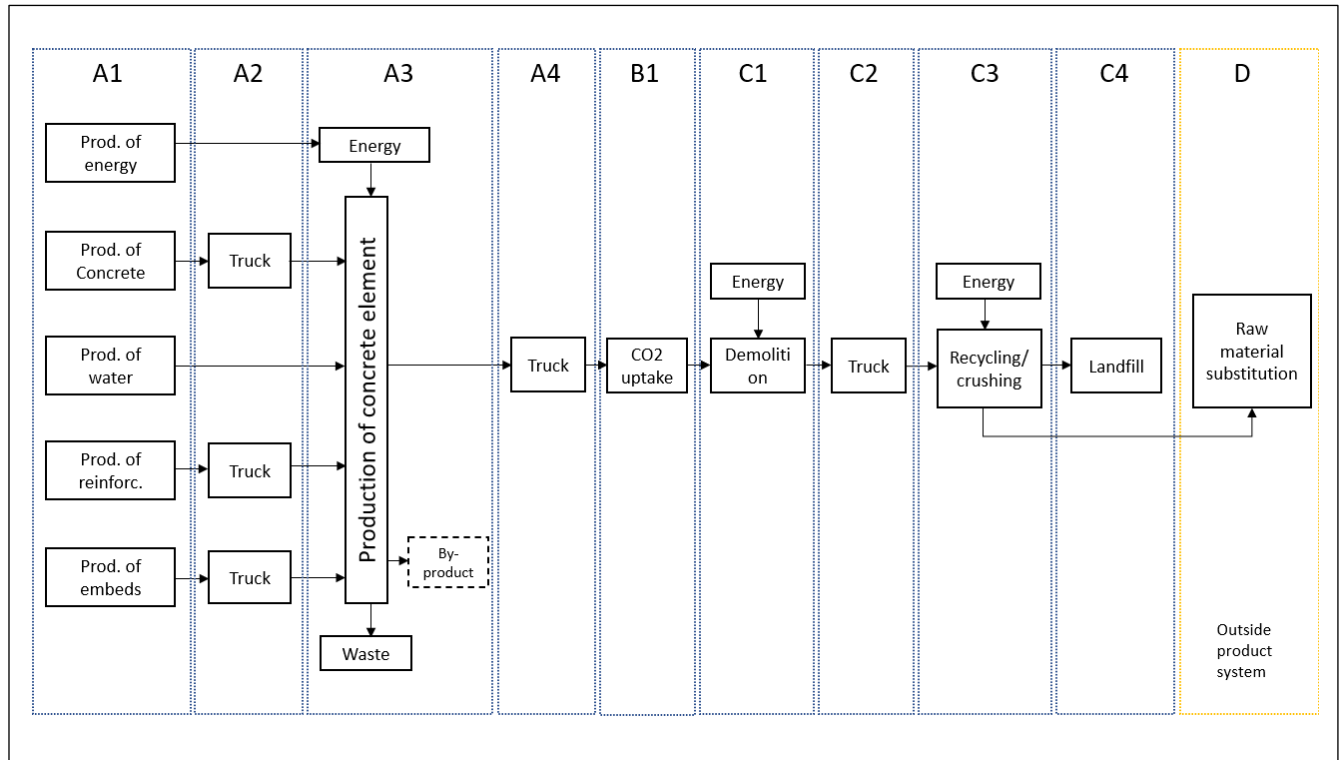 A1
A2
A3
A4
B1
C1
C2
C3
C4
D
Prod. of
energy
Energy
Prod. of
Concrete
Truck
Production of concrete element
Energy
Energy
Prod. of
water
Truck
CO2
uptake
Demoliti
on
Truck
Recycling/
crushing
Landfill
Raw
material
substitution
Prod. of
reinforc.
Truck
By-
product
Prod. of
embeds
Truck
Waste
Outside
product
system